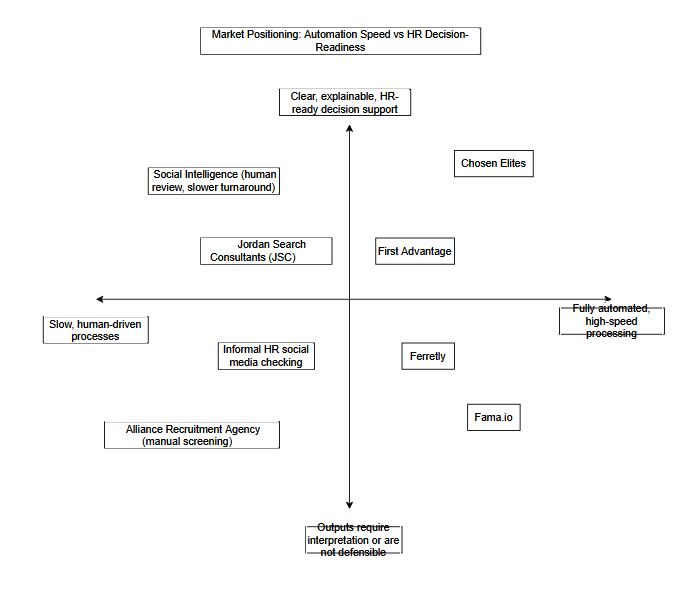 Market Positioning: Automation Speed vs HR Decision-
Readiness
Clear, explainable, HR-
ready decision support
Chosen Elites
Social Intelligence (human
review, slower turnaround)
Jordan Search
Consultants (JSC)
First Advantage
Slow, human-driven
processes
Fully automated,
high-speed
processing
Informal HR social
media checking
Ferretly
Fama.io
Alliance Recruitment Agency
(manual screening)
Outputs require
interpretation or are
not defensible